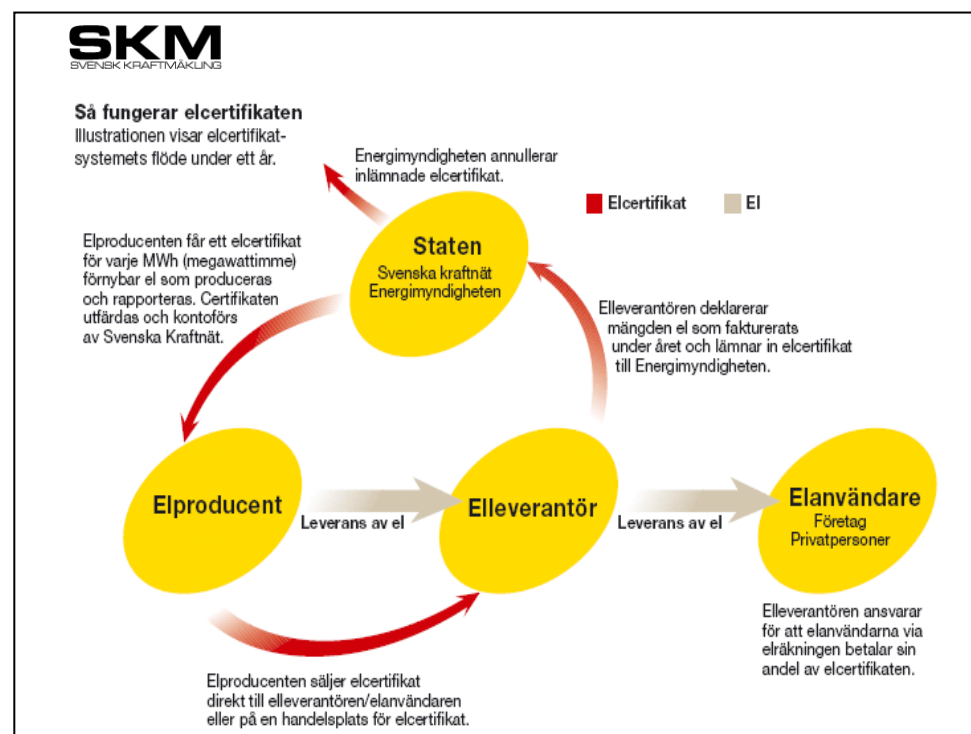 SKM
SVENSK KRAFTMÄKLING
Så fungerar elcertifikaten
Illustrationen visar elcertifikat-
systemets flöde under ett år.
Energimyndigheten annullerar
inlämnade elcertifikat.
Elcertifikat
El
Staten
Svenska kraftnät
Energimyndigheten
Elproducenten får ett elcertifikat
för varje MWh (megawattimme)
förnybar el som produceras
och rapporteras. Certifikaten
utfärdas och kontoförs
av Svenska Kraftnät.
Elleverantören deklarerar
mängden el som fakturerats
under året och lämnar in elcertifikat
till Energimyndigheten.
Elproducent
Leverans av el
Elleverantör
Leverans av el
Elanvändare
Företag
Privatpersoner
Elleverantören ansvarar
för att elanvändarna via
elräkningen betalar sin
andel av elcertifikaten.
Elproducenten säljer elcertifikat
direkt till elleverantören/elanvändaren
eller på en handelsplats för elcertifikat.